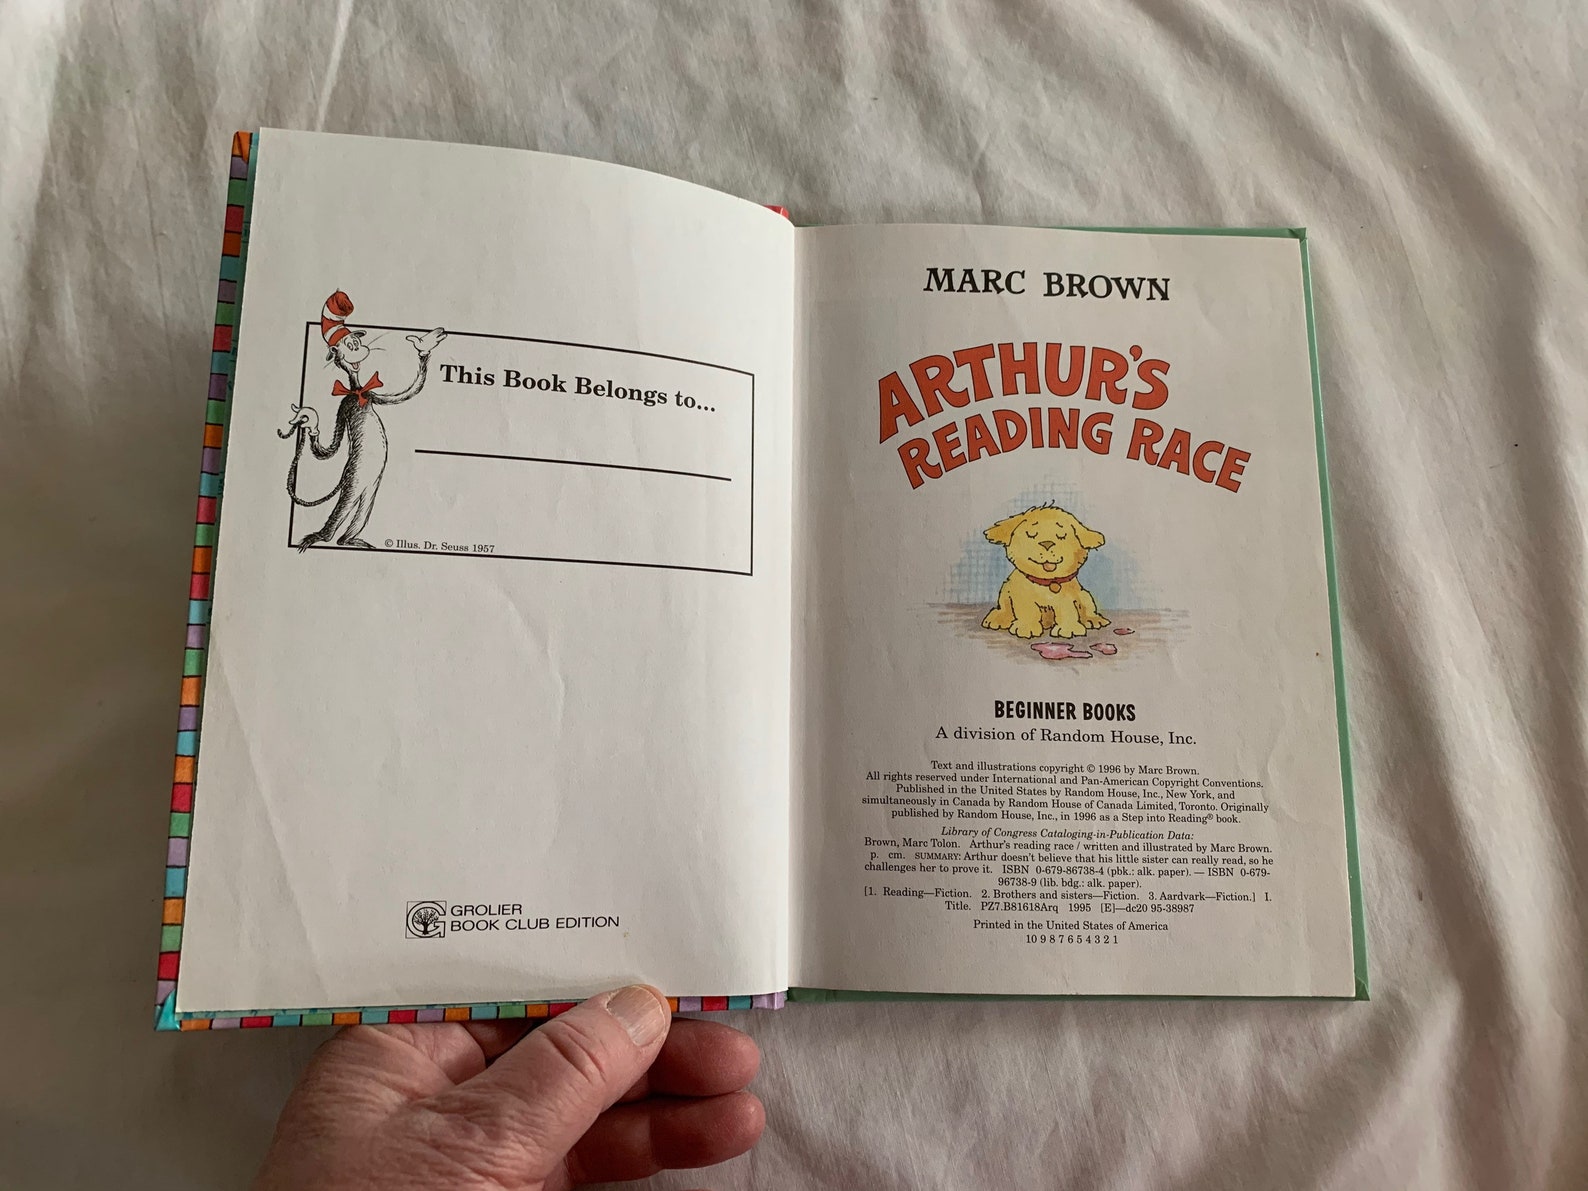 This Book Belongs to...
© Illus. Dr. Seuss 1957
GROLIER
BOOK CLUB EDITION
MARC BROWN
ARTHUR'S
READING RACE
BEGINNER BOOKS
A division of Random House, Inc.
Text and illustrations copyright © 1996 by Marc Brown.
All rights reserved under International and Pan-American Copyright Conventions.
Published in the United States by Random House, Inc., New York, and
simultaneously in Canada by Random House of Canada Limited, Toronto. Originally
published by Random House, Inc., in 1996 as a Step into Reading® book.
Library of Congress Cataloging-in-Publication Data:
Brown, Marc Tolon. Arthur's reading race / written and illustrated by Marc Brown.
p. cm. SUMMARY: Arthur doesn't believe that his little sister can really read, so he
challenges her to prove it. ISBN 0-679-86738-4 (pbk.: alk. paper). — ISBN 0-679-
96738-9 (lib. bdg.: alk. paper).
[1. Reading—Fiction. 2. Brothers and sisters—Fiction. 3. Aardvark—Fiction.] I.
Title. PZ7.B81618Arq 1995 [E]—dc20 95-38987
Printed in the United States of America
10 9 8 7 6 5 4 3 2 1